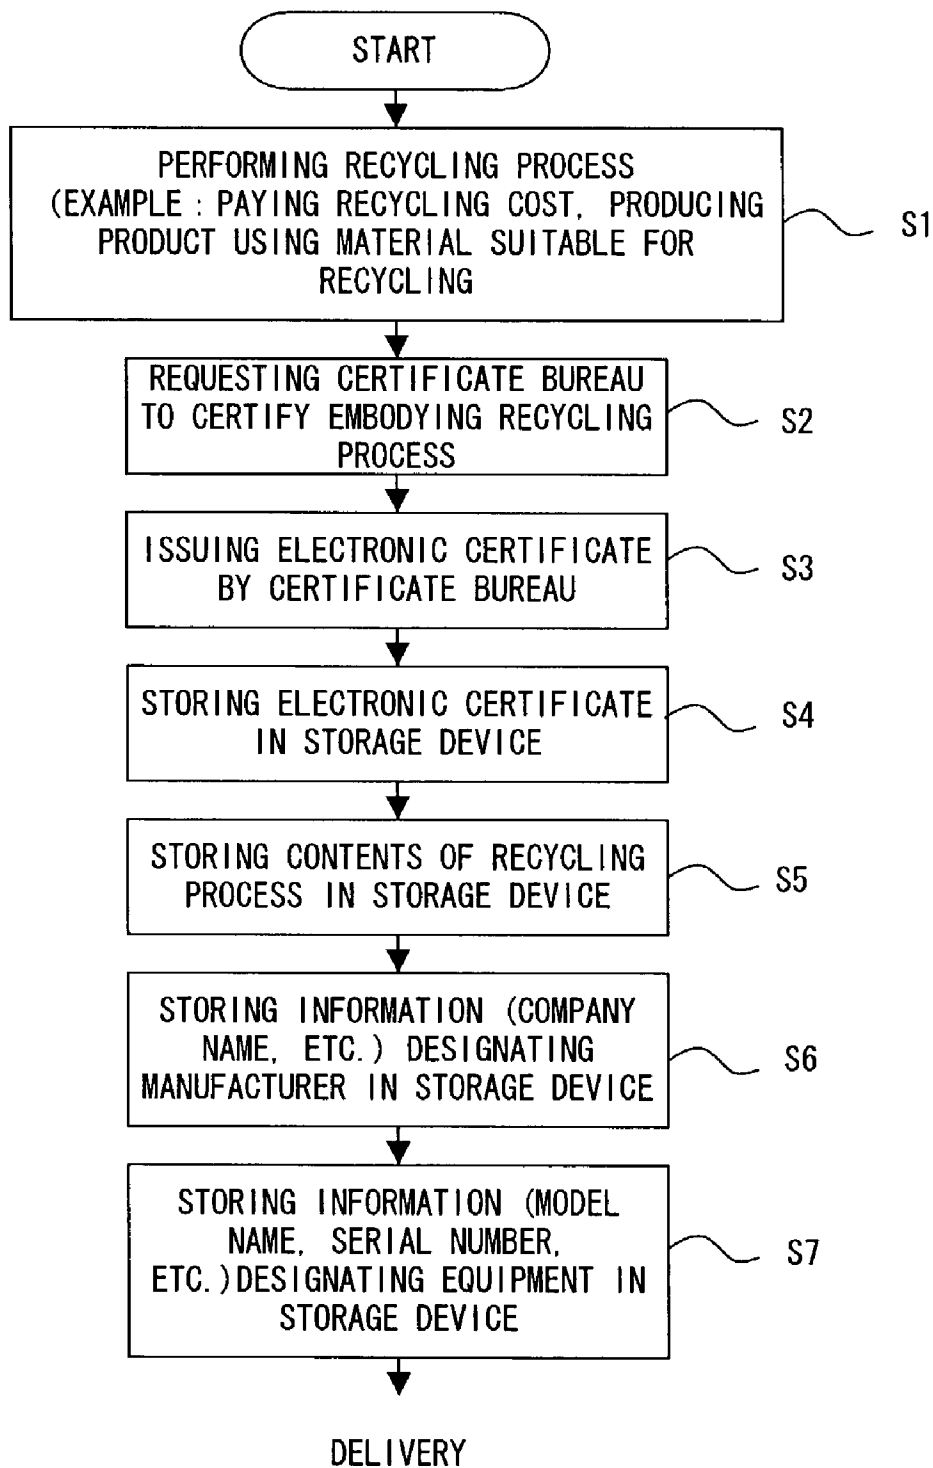 START
PERFORMING RECYCLING PROCESS
(EXAMPLE : PAYING RECYCLING COST, PRODUCING
PRODUCT USING MATERIAL SUITABLE FOR
RECYCLING
S1
REQUESTING CERTIFICATE BUREAU
TO CERTIFY EMBODYING RECYCLING
PROCESS
S2
ISSUING ELECTRONIC CERTIFICATE
BY CERTIFICATE BUREAU
S3
STORING ELECTRONIC CERTIFICATE
IN STORAGE DEVICE
S4
STORING CONTENTS OF RECYCLING
PROCESS IN STORAGE DEVICE
S5
STORING INFORMATION (COMPANY
NAME, ETC.) DESIGNATING
MANUFACTURER IN STORAGE DEVICE
S6
STORING INFORMATION (MODEL
NAME, SERIAL NUMBER,
ETC.)DESIGNATING EQUIPMENT IN
STORAGE DEVICE
S7
DELIVERY